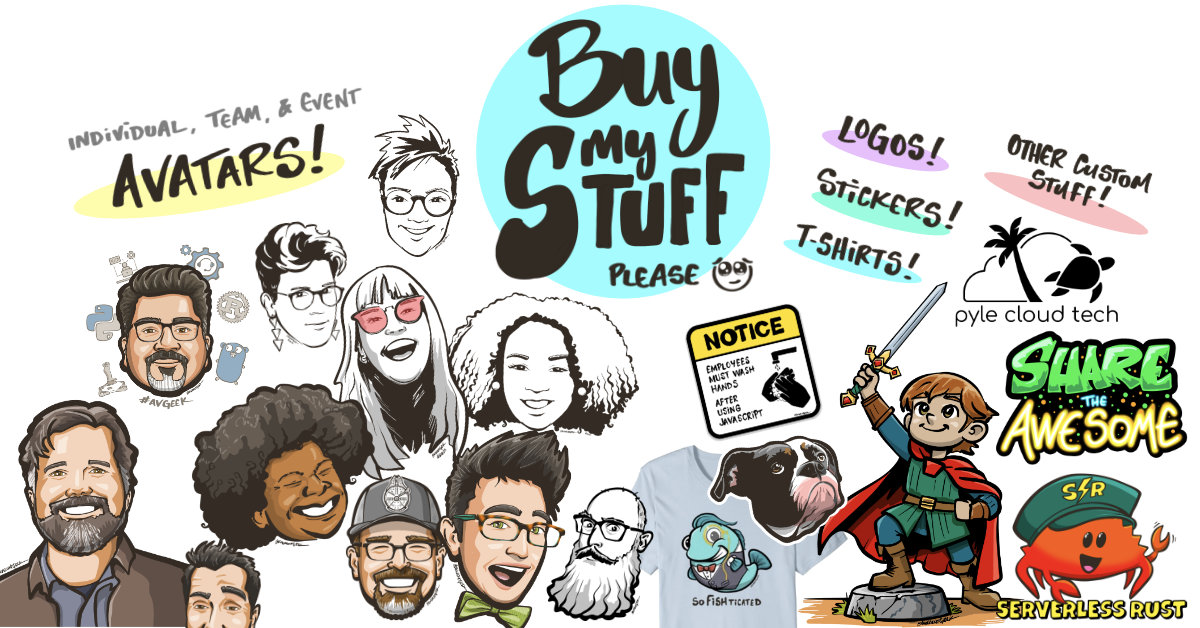 Buy
My
STUFF
PLEASE
INDIVIDUAL, TEAM, & EVENT
AVATARS!
LOGOS!
STICKERS!
T-SHIRTS!
OTHER CUSTOM
STUFF!
#AVGEEK
NOTICE
EMPLOYEES
MUST WASH
HANDS
AFTER
USING
JAVASCRIPT
SO FISHTICATED
pyle cloud tech
SHARE
THE
AWESOME
S R
SERVERLESS RUST